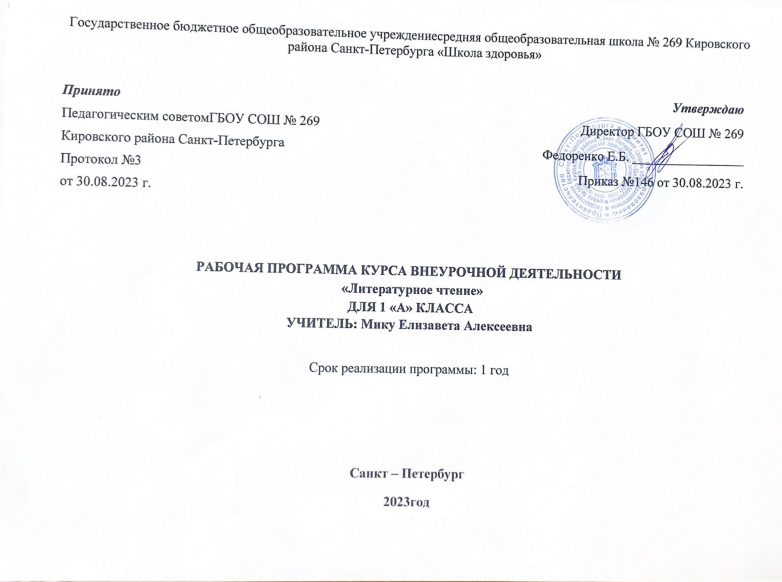 Государственное бюджетное общеобразовательное учреждениесредняя общеобразовательная школа № 269 Кировского
района Санкт-Петербурга «Школа здоровья»
Принято
Педагогическим советомГБОУ СОШ № 269
Кировского района Санкт-Петербурга
Протокол №3
от 30.08.2023 г.
Утверждаю
Директор ГБОУ СОШ № 269
Федоренко Е.Б. _______________
Приказ №146 от 30.08.2023 г.
РАБОЧАЯ ПРОГРАММА КУРСА ВНЕУРОЧНОЙ ДЕЯТЕЛЬНОСТИ
«Литературное чтение»
ДЛЯ 1 «А» КЛАССА
УЧИТЕЛЬ: Мику Елизавета Алексеевна
Срок реализации программы: 1 год
Санкт – Петербург
2023год